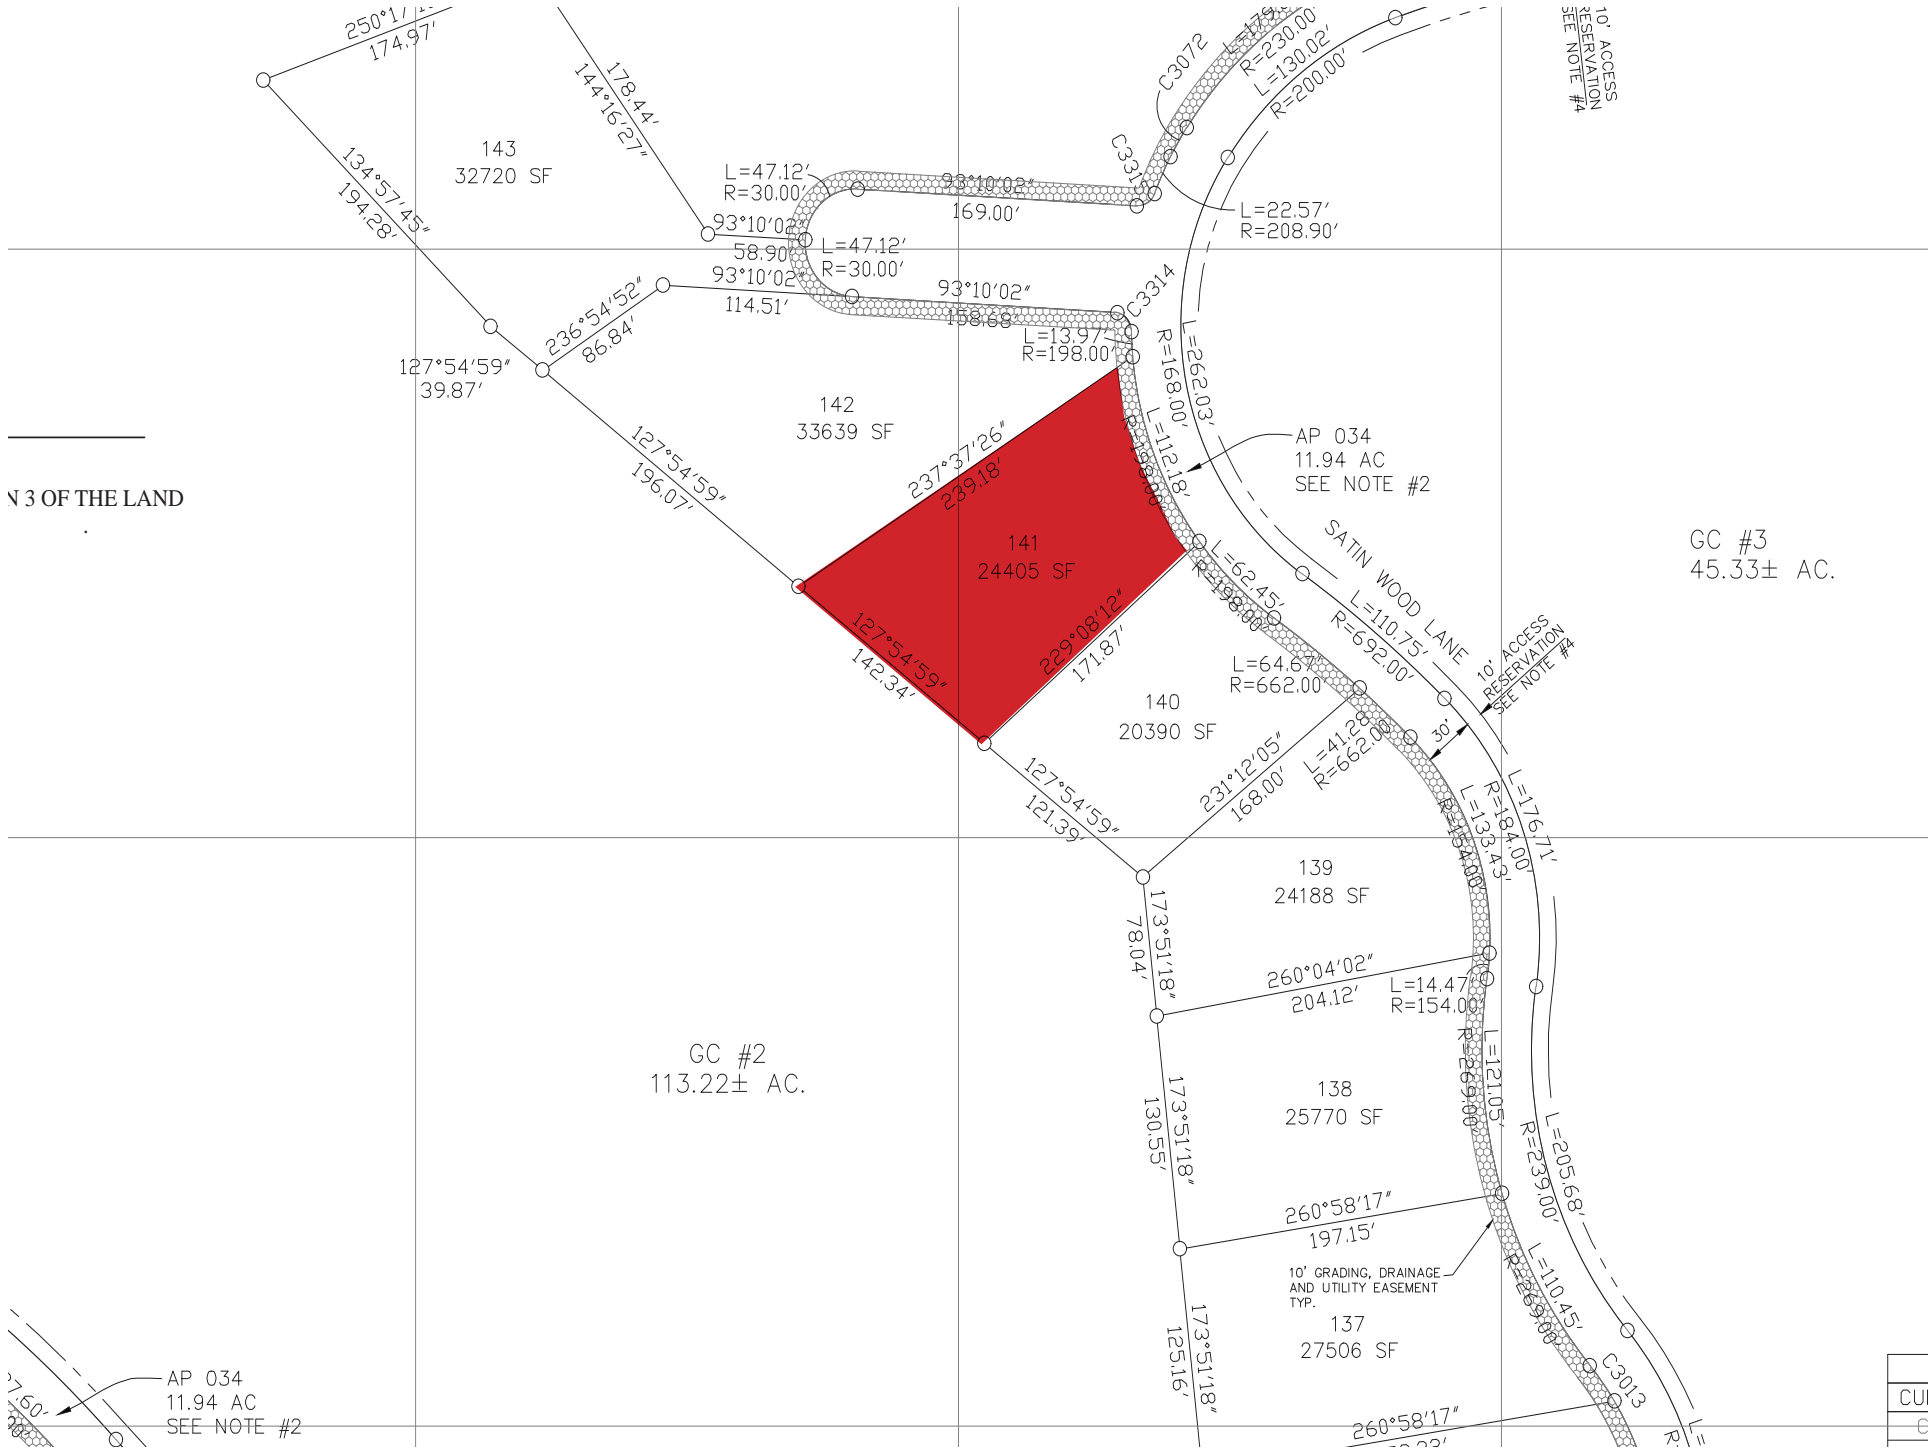 174.97'
178.44'
144°16'27"
143
32720 SF
134°57'45"
194.28'
L=47.12'
R=30.00'
93°10'02"
169.00'
C3072
R=230.00'
L=130.02'
R=200.00'
10' ACCESS
RESERVATION
SEE NOTE #4
L=22.57'
R=208.90'
93°10'02"
58.90'
L=47.12'
R=30.00'
93°10'02"
114.51'
93°10'02"
158.68'
C3314
L=13.97'
R=198.00'
236°54'52"
86.84'
127°54'59"
39.87'
142
33639 SF
127°54'59"
196.07'
237°37'26"
239.18'
L=262.03'
R=168.00'
L=112.18'
R=198.00'
AP 034
11.94 AC
SEE NOTE #2
N 3 OF THE LAND
.
141
24405 SF
SATIN WOOD LANE
GC #3
45.33± AC.
L=62.45'
R=198.00'
L=110.75'
R=692.00'
10' ACCESS
RESERVATION
SEE NOTE #4
127°54'59"
142.34'
229°08'12"
171.87'
L=64.67'
R=662.00'
140
20390 SF
L=41.28'
R=662.00'
30'
231°12'05"
168.00'
127°54'59"
121.39'
L=176.71'
R=184.00'
L=133.43'
R=154.00'
139
24188 SF
173°51'18"
78.04'
260°04'02"
204.12'
L=14.47'
R=154.00'
GC #2
113.22± AC.
138
25770 SF
L=121.05'
R=269.00'
173°51'18"
130.55'
260°58'17"
197.15'
L=205.68'
R=239.00'
10' GRADING, DRAINAGE
AND UTILITY EASEMENT
TYP.
L=110.45'
R=269.00'
137
27506 SF
173°51'18"
125.16'
C3013
260°58'17"
AP 034
11.94 AC
SEE NOTE #2